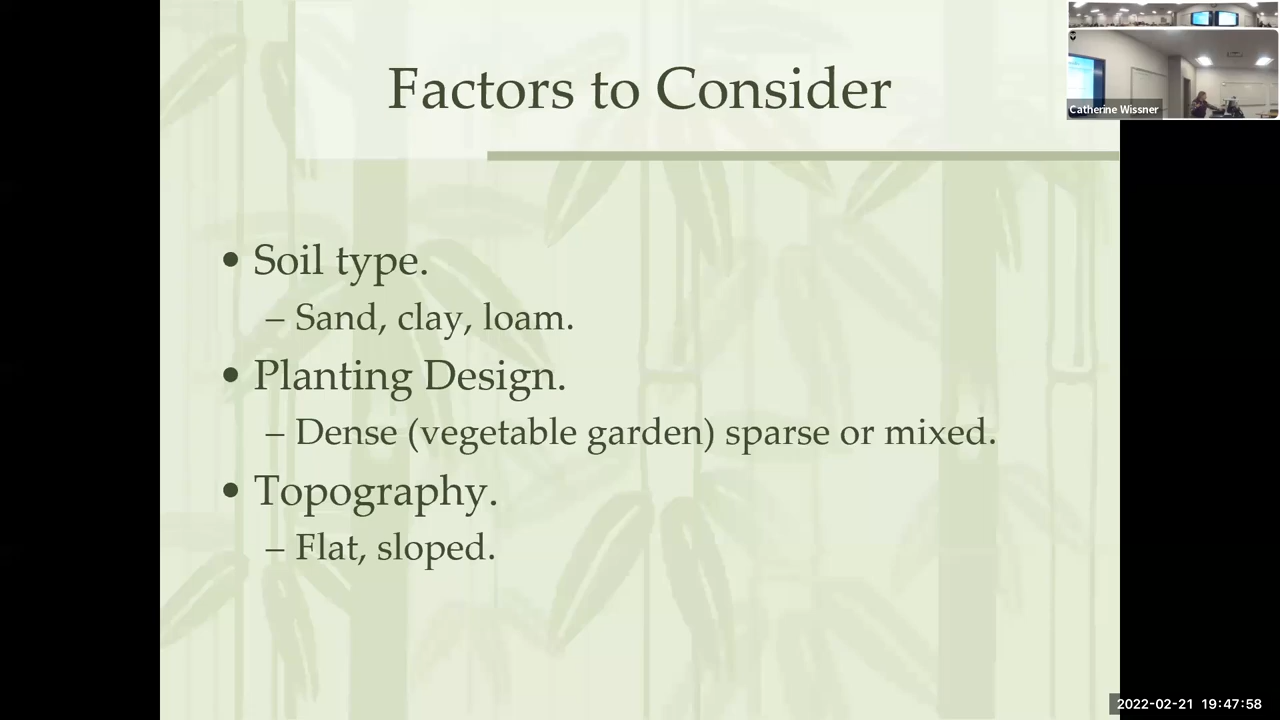 Factors to Consider
Catherine Wissner
• Soil type.
– Sand, clay, loam.
• Planting Design.
– Dense (vegetable garden) sparse or mixed.
• Topography.
– Flat, sloped.
2022-02-21 19:47:58